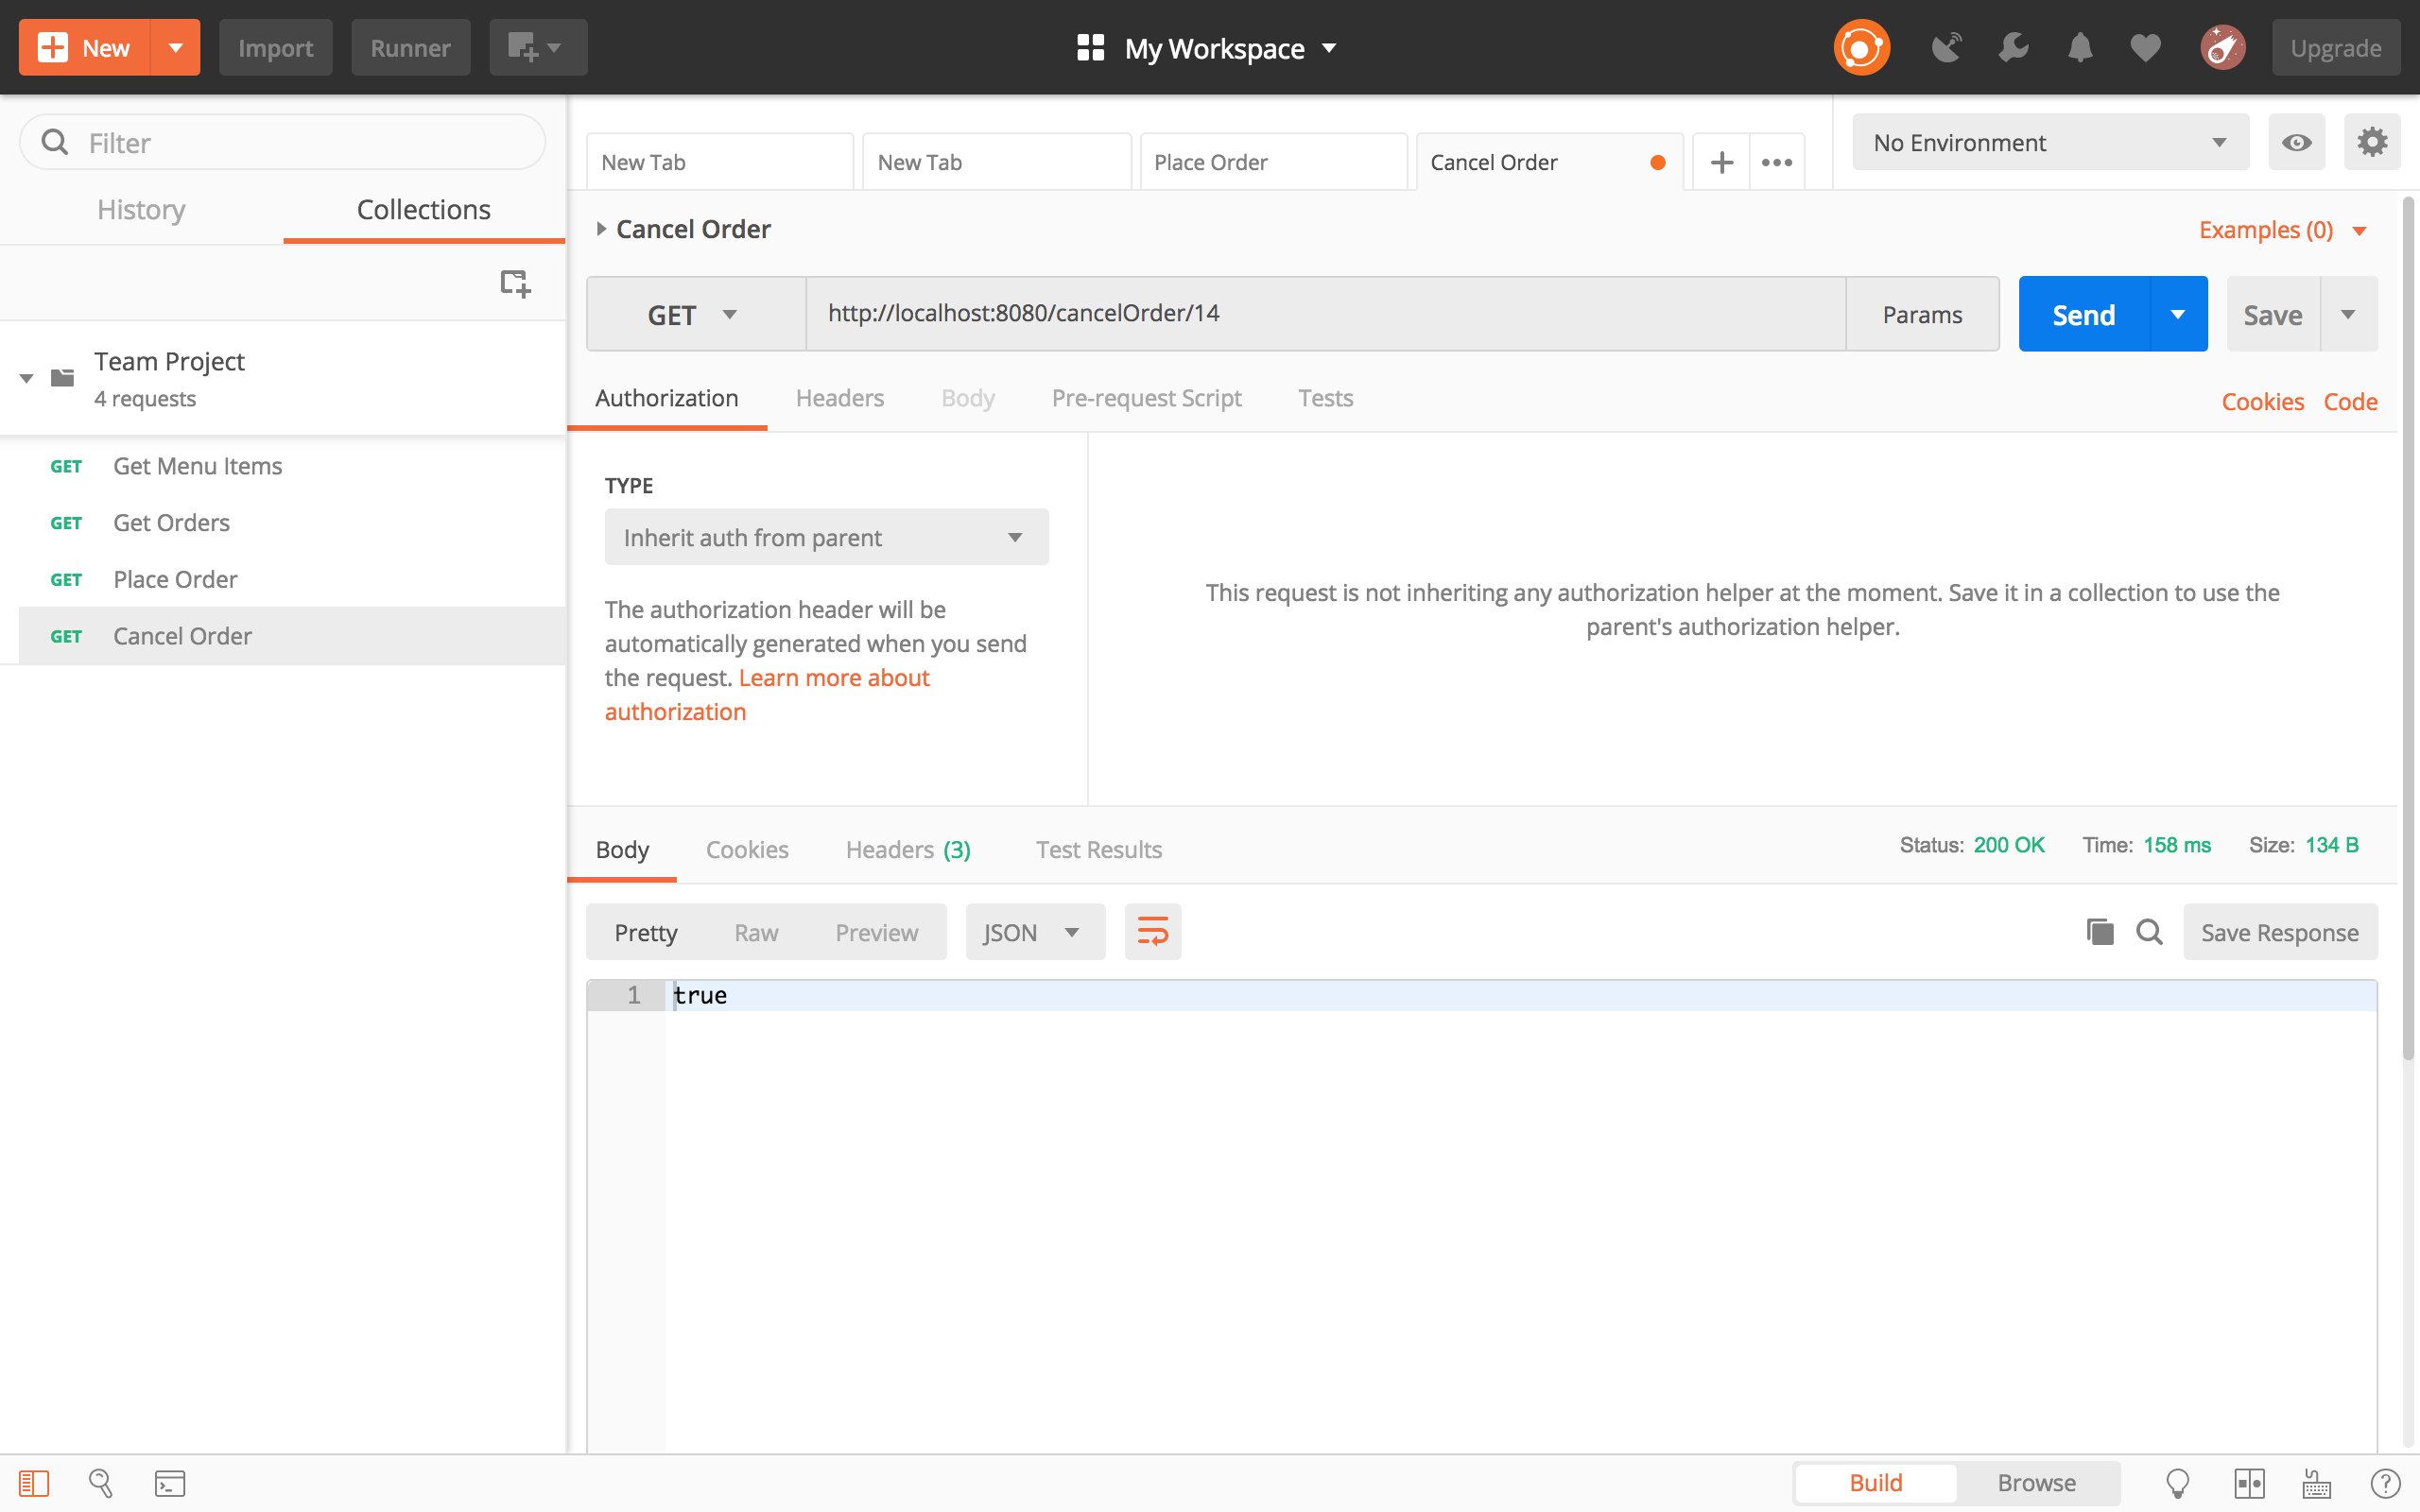 New
Import
Runner
My Workspace
Upgrade
Filter
History
Collections
Team Project
4 requests
GET Get Menu Items
GET Get Orders
GET Place Order
GET Cancel Order
New Tab
New Tab
Place Order
Cancel Order
No Environment
Cancel Order
Examples (0)
GET
http://localhost:8080/cancelOrder/14
Params
Send
Save
Authorization
Headers
Body
Pre-request Script
Tests
Cookies
Code
TYPE
Inherit auth from parent
The authorization header will be
automatically generated when you send
the request. Learn more about
authorization
This request is not inheriting any authorization helper at the moment. Save it in a collection to use the
parent's authorization helper.
Body
Cookies
Headers (3)
Test Results
Status: 200 OK
Time: 158 ms
Size: 134 B
Pretty
Raw
Preview
JSON
Save Response
1 true
Build
Browse